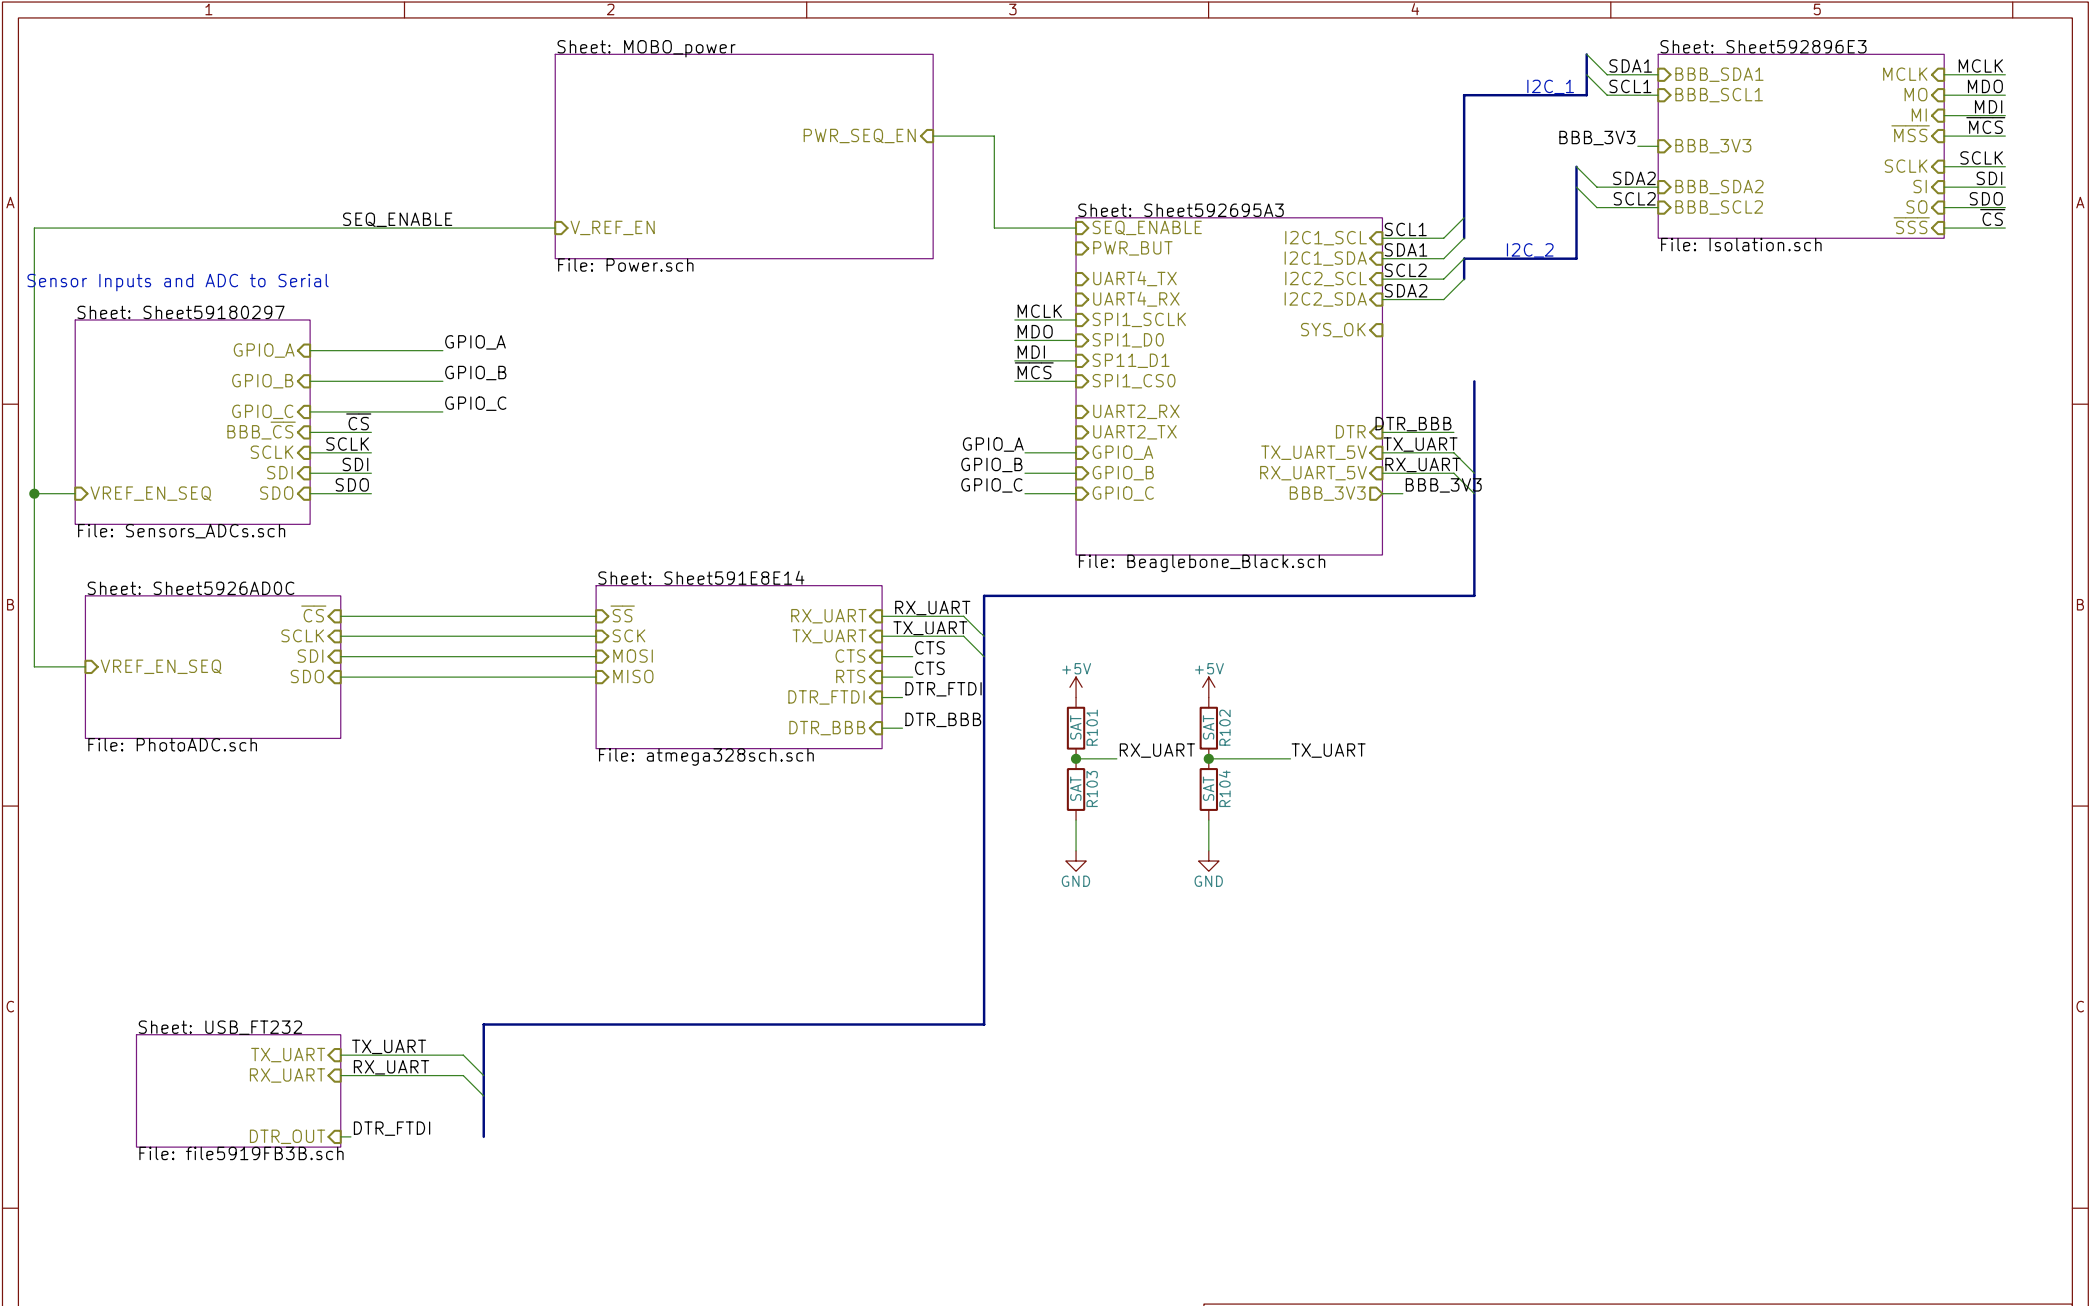 1 2 3 4 5
A A
B B
C C
Sheet: MOBO_power
PWR_SEQ_EN
V_REF_EN
File: Power.sch
SEQ_ENABLE
Sensor Inputs and ADC to Serial
Sheet: Sheet59180297
GPIO_A GPIO_A
GPIO_B GPIO_B
GPIO_C GPIO_C
BBB_CS CS
SCLK SCLK
SDI SDI
VREF_EN_SEQ SDO SDO
File: Sensors_ADCs.sch
Sheet: Sheet5926AD0C
CS
SCLK
SDI
VREF_EN_SEQ
SDO
File: PhotoADC.sch
Sheet: Sheet591E8E14
SS RX_UART RX_UART
SCK TX_UART TX_UART
MOSI CTS CTS
MISO RTS CTS
DTR_FTDI DTR_FTDI
DTR_BBB DTR_BBB
File: atmega328sch.sch
Sheet: Sheet592695A3
SEQ_ENABLE
PWR_BUT
UART4_TX
UART4_RX
MCLK SPI1_SCLK
MDO SPI1_D0
MDI SP11_D1
MCS SPI1_CS0
UART2_RX
UART2_TX
GPIO_A GPIO_A
GPIO_B GPIO_B
GPIO_C GPIO_C
I2C1_SCL SCL1
I2C1_SDA SDA1
I2C2_SCL SCL2
I2C2_SDA SDA2
SYS_OK
DTR DTR_BBB
TX_UART_5V TX_UART
RX_UART_5V RX_UART
BBB_3V3 BBB_3V3
File: Beaglebone_Black.sch
I2C_1
I2C_2
Sheet: Sheet592896E3
SDA1 BBB_SDA1
SCL1 BBB_SCL1
BBB_3V3 BBB_3V3
SDA2 BBB_SDA2
SCL2 BBB_SCL2
MCLK MCLK
MO MDO
MI MDI
MSS MCS
SCLK SCLK
SI SDI
SO SDO
SSS CS
File: Isolation.sch
+5V +5V
SAT R101 SAT R102
RX_UART TX_UART
SAT R103 SAT R104
GND GND
Sheet: USB_FT232
TX_UART TX_UART
RX_UART RX_UART
DTR_OUT DTR_FTDI
File: file5919FB3B.sch